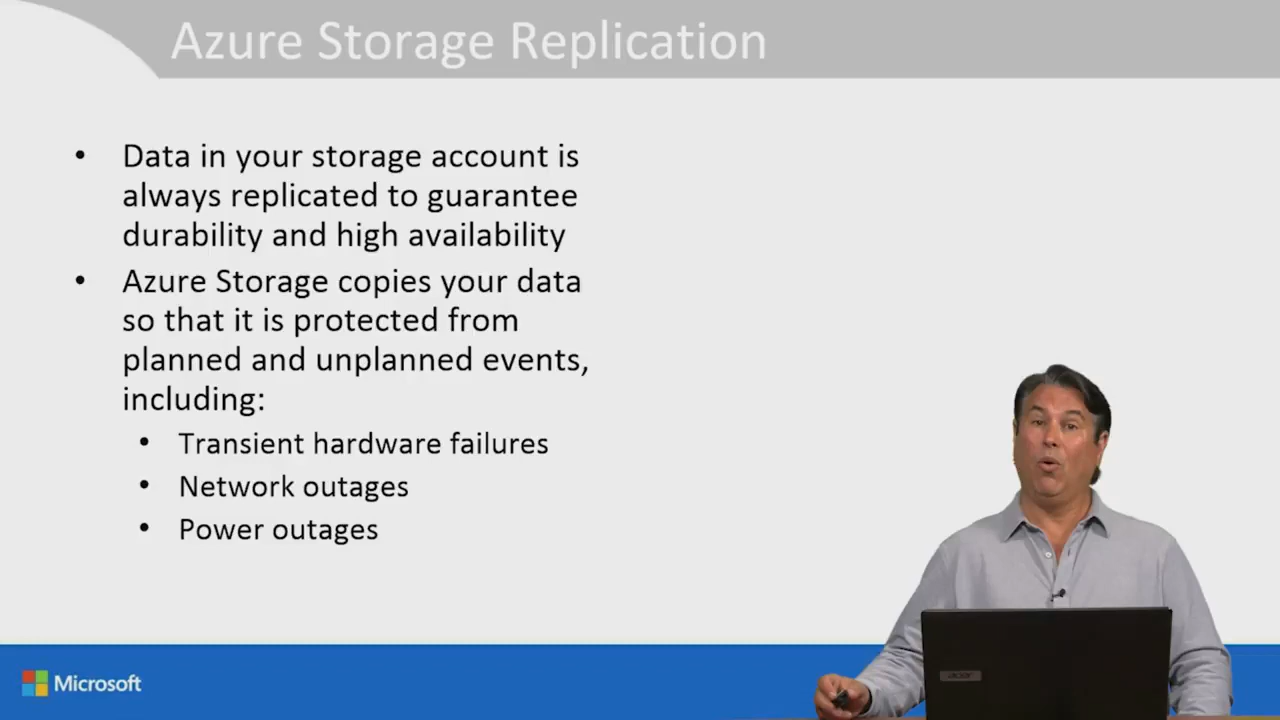 Azure Storage Replication
• Data in your storage account is
always replicated to guarantee
durability and high availability
• Azure Storage copies your data
so that it is protected from
planned and unplanned events,
including:
• Transient hardware failures
• Network outages
• Power outages
Microsoft
acer